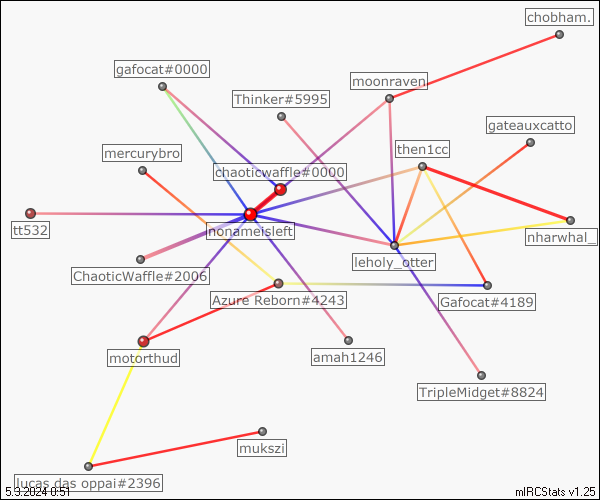 chobham.
gafocat#0000
moonraven
Thinker#5995
gateauxcatto
mercurybro
then1cc
chaoticwaffle#0000
tt532
nonameisleft
nharwhal_
leholy_otter
ChaoticWaffle#2006
Azure Reborn#4243
Gafocat#4189
motorthud
amah1246
TripleMidget#8824
mukszi
lucas das oppai#2396
5.3.2024 0:51
mIRCStats v1.25